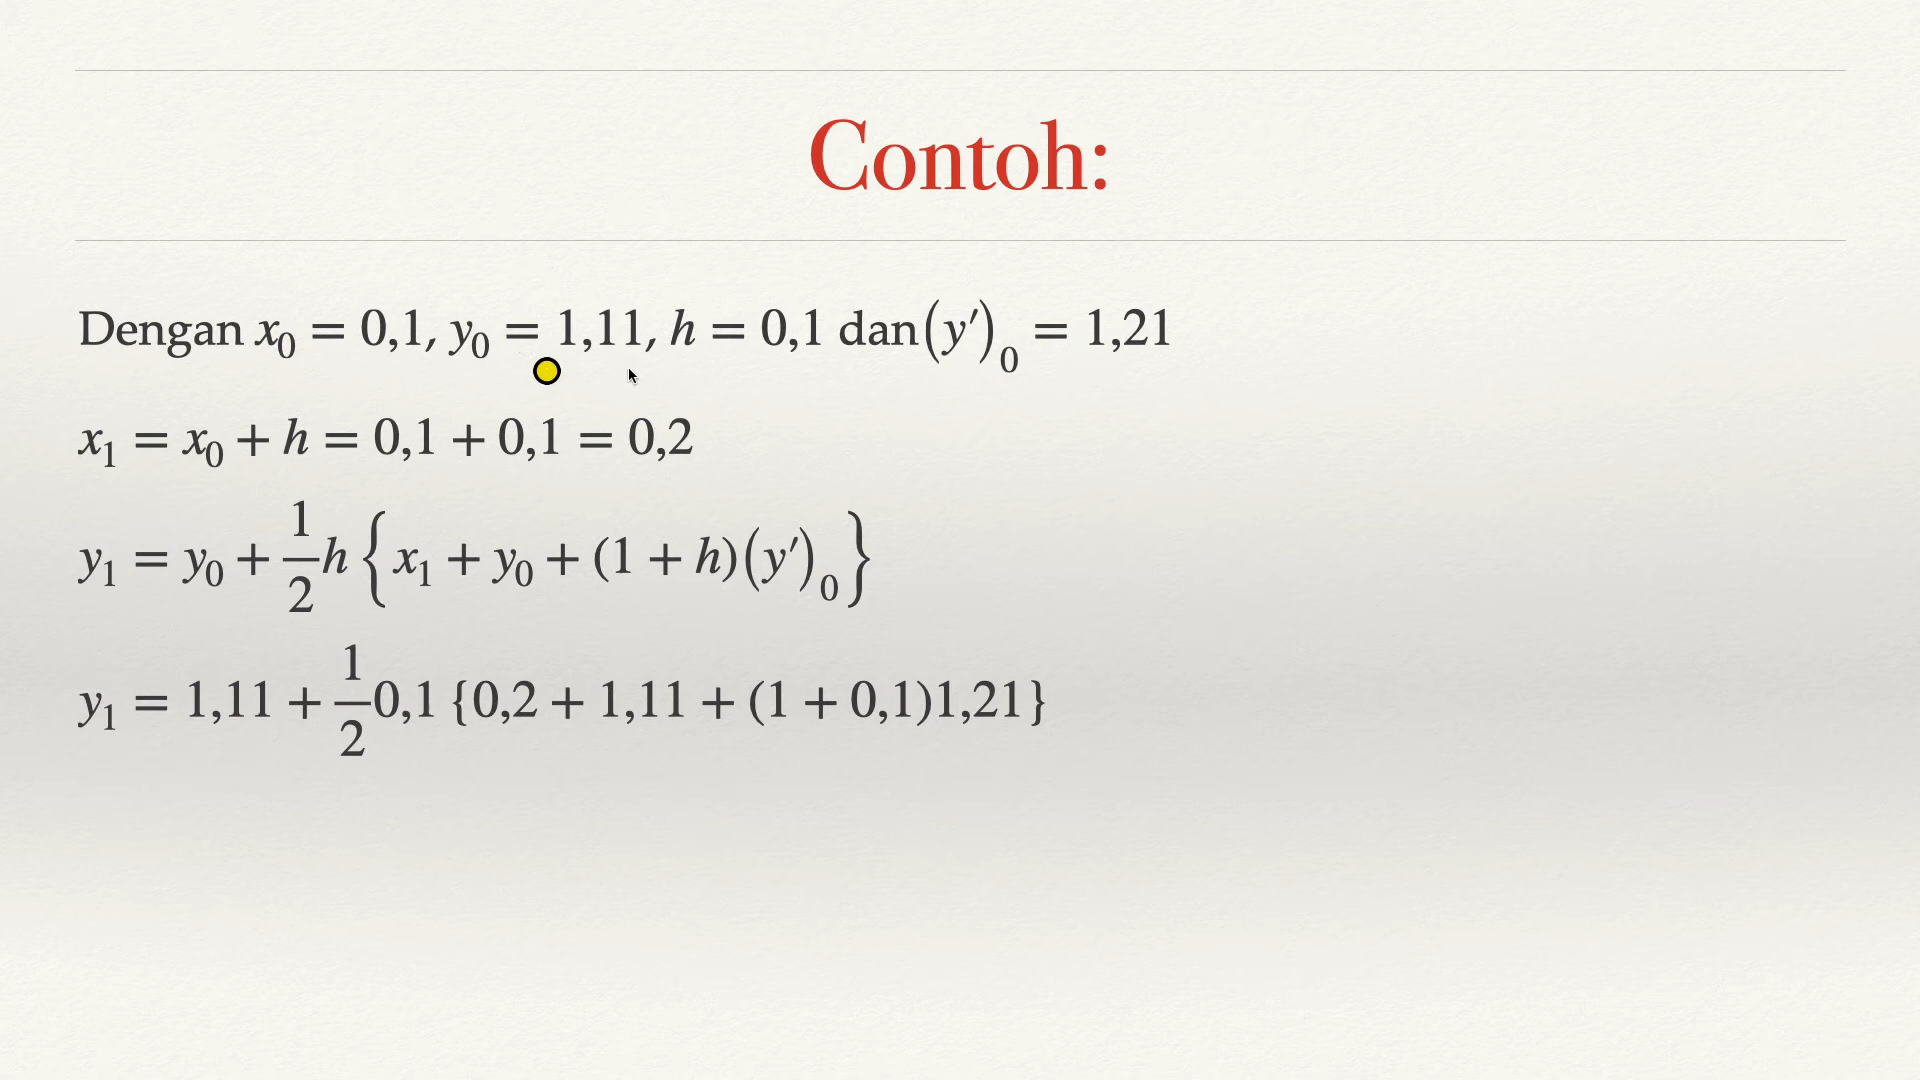 Contoh:
Dengan x₀ = 0,1, y₀ = 1,11, h = 0,1 dan (y′)₀ = 1,21
x₁ = x₀ + h = 0,1 + 0,1 = 0,2
y₁ = y₀ + 1/2 h {x₁ + y₀ + (1 + h)(y′)₀}
y₁ = 1,11 + 1/2 0,1 {0,2 + 1,11 + (1 + 0,1)1,21}